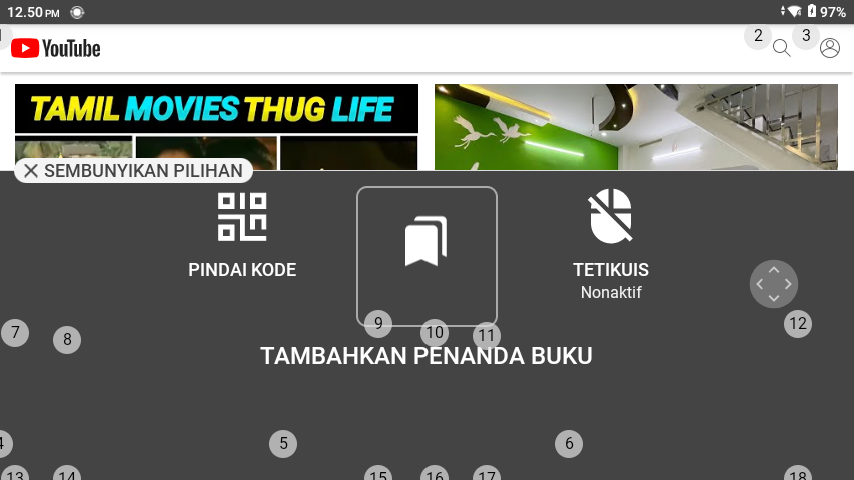 12.50 PM
97%
YouTube
2
3
TAMIL MOVIES THUG LIFE
SEMBUNYIKAN PILIHAN
PINDAI KODE
TETIKUIS
Nonaktif
7
8
9
10
11
12
TAMBAHKAN PENANDA BUKU
4
5
6
13
14
15
16
17
18